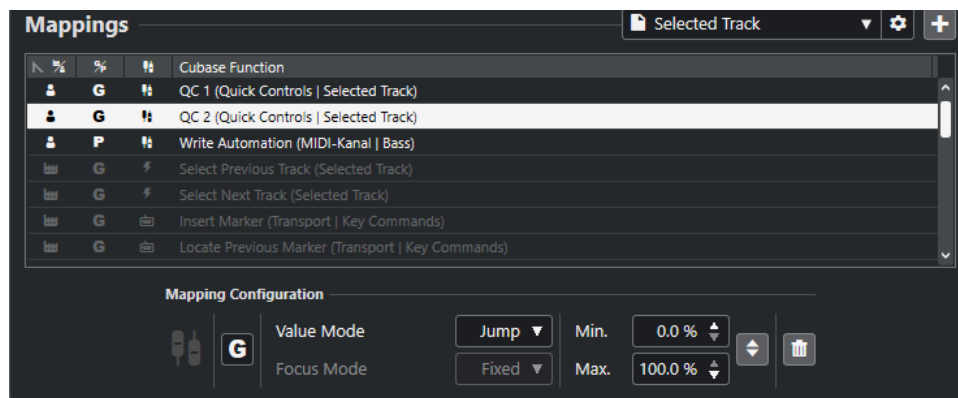 Mappings
Selected Track
Cubase Function
G QC 1 (Quick Controls | Selected Track)
G QC 2 (Quick Controls | Selected Track)
P Write Automation (MIDI-Kanal | Bass)
G Select Previous Track (Selected Track)
G Select Next Track (Selected Track)
G Insert Marker (Transport | Key Commands)
G Locate Previous Marker (Transport | Key Commands)
Mapping Configuration
G Value Mode Jump Min. 0.0 %
Focus Mode Fixed Max. 100.0 %